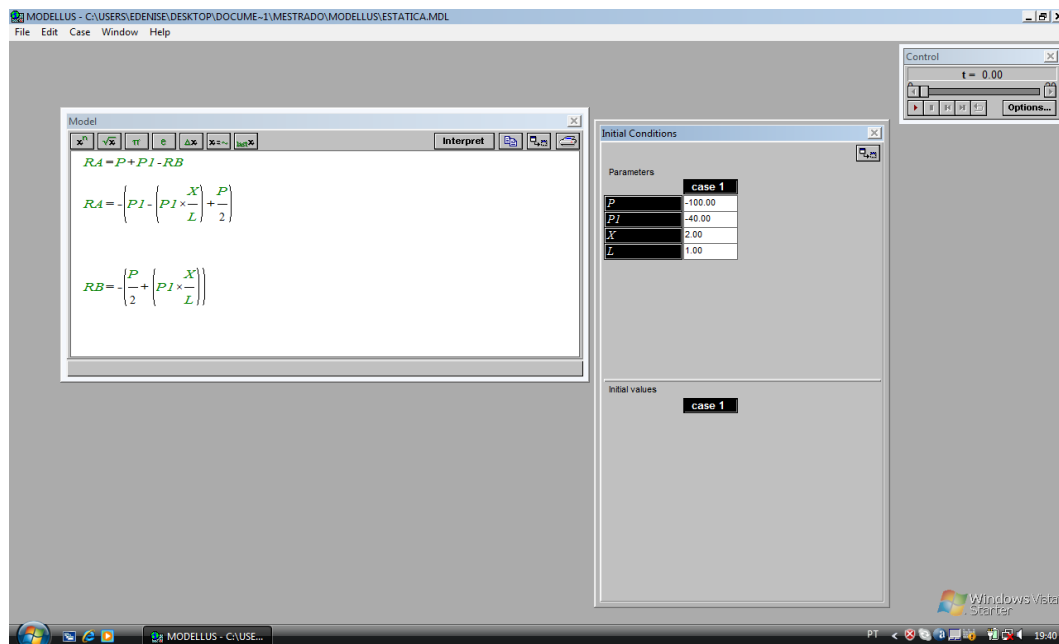 MODELLUS - C:\USERS\EDENISE\DESKTOP\DOCUME~1\MESTRADO\MODELLUS\ESTATICA.MDL
File Edit Case Window Help
Control
t = 0.00
Options...
Model
xⁿ √x π e Δx x=~ last x Interpret
RA=P+P1-RB
RA=-(P1-(P1×X/L)+P/2)
RB=-(P/2+(P1×X/L))
Initial Conditions
Parameters
case 1
P -100.00
P1 -40.00
X 2.00
L 1.00
Initial values
case 1
Windows Vista
Starter
MODELLUS - C:\USE...
PT
19:40